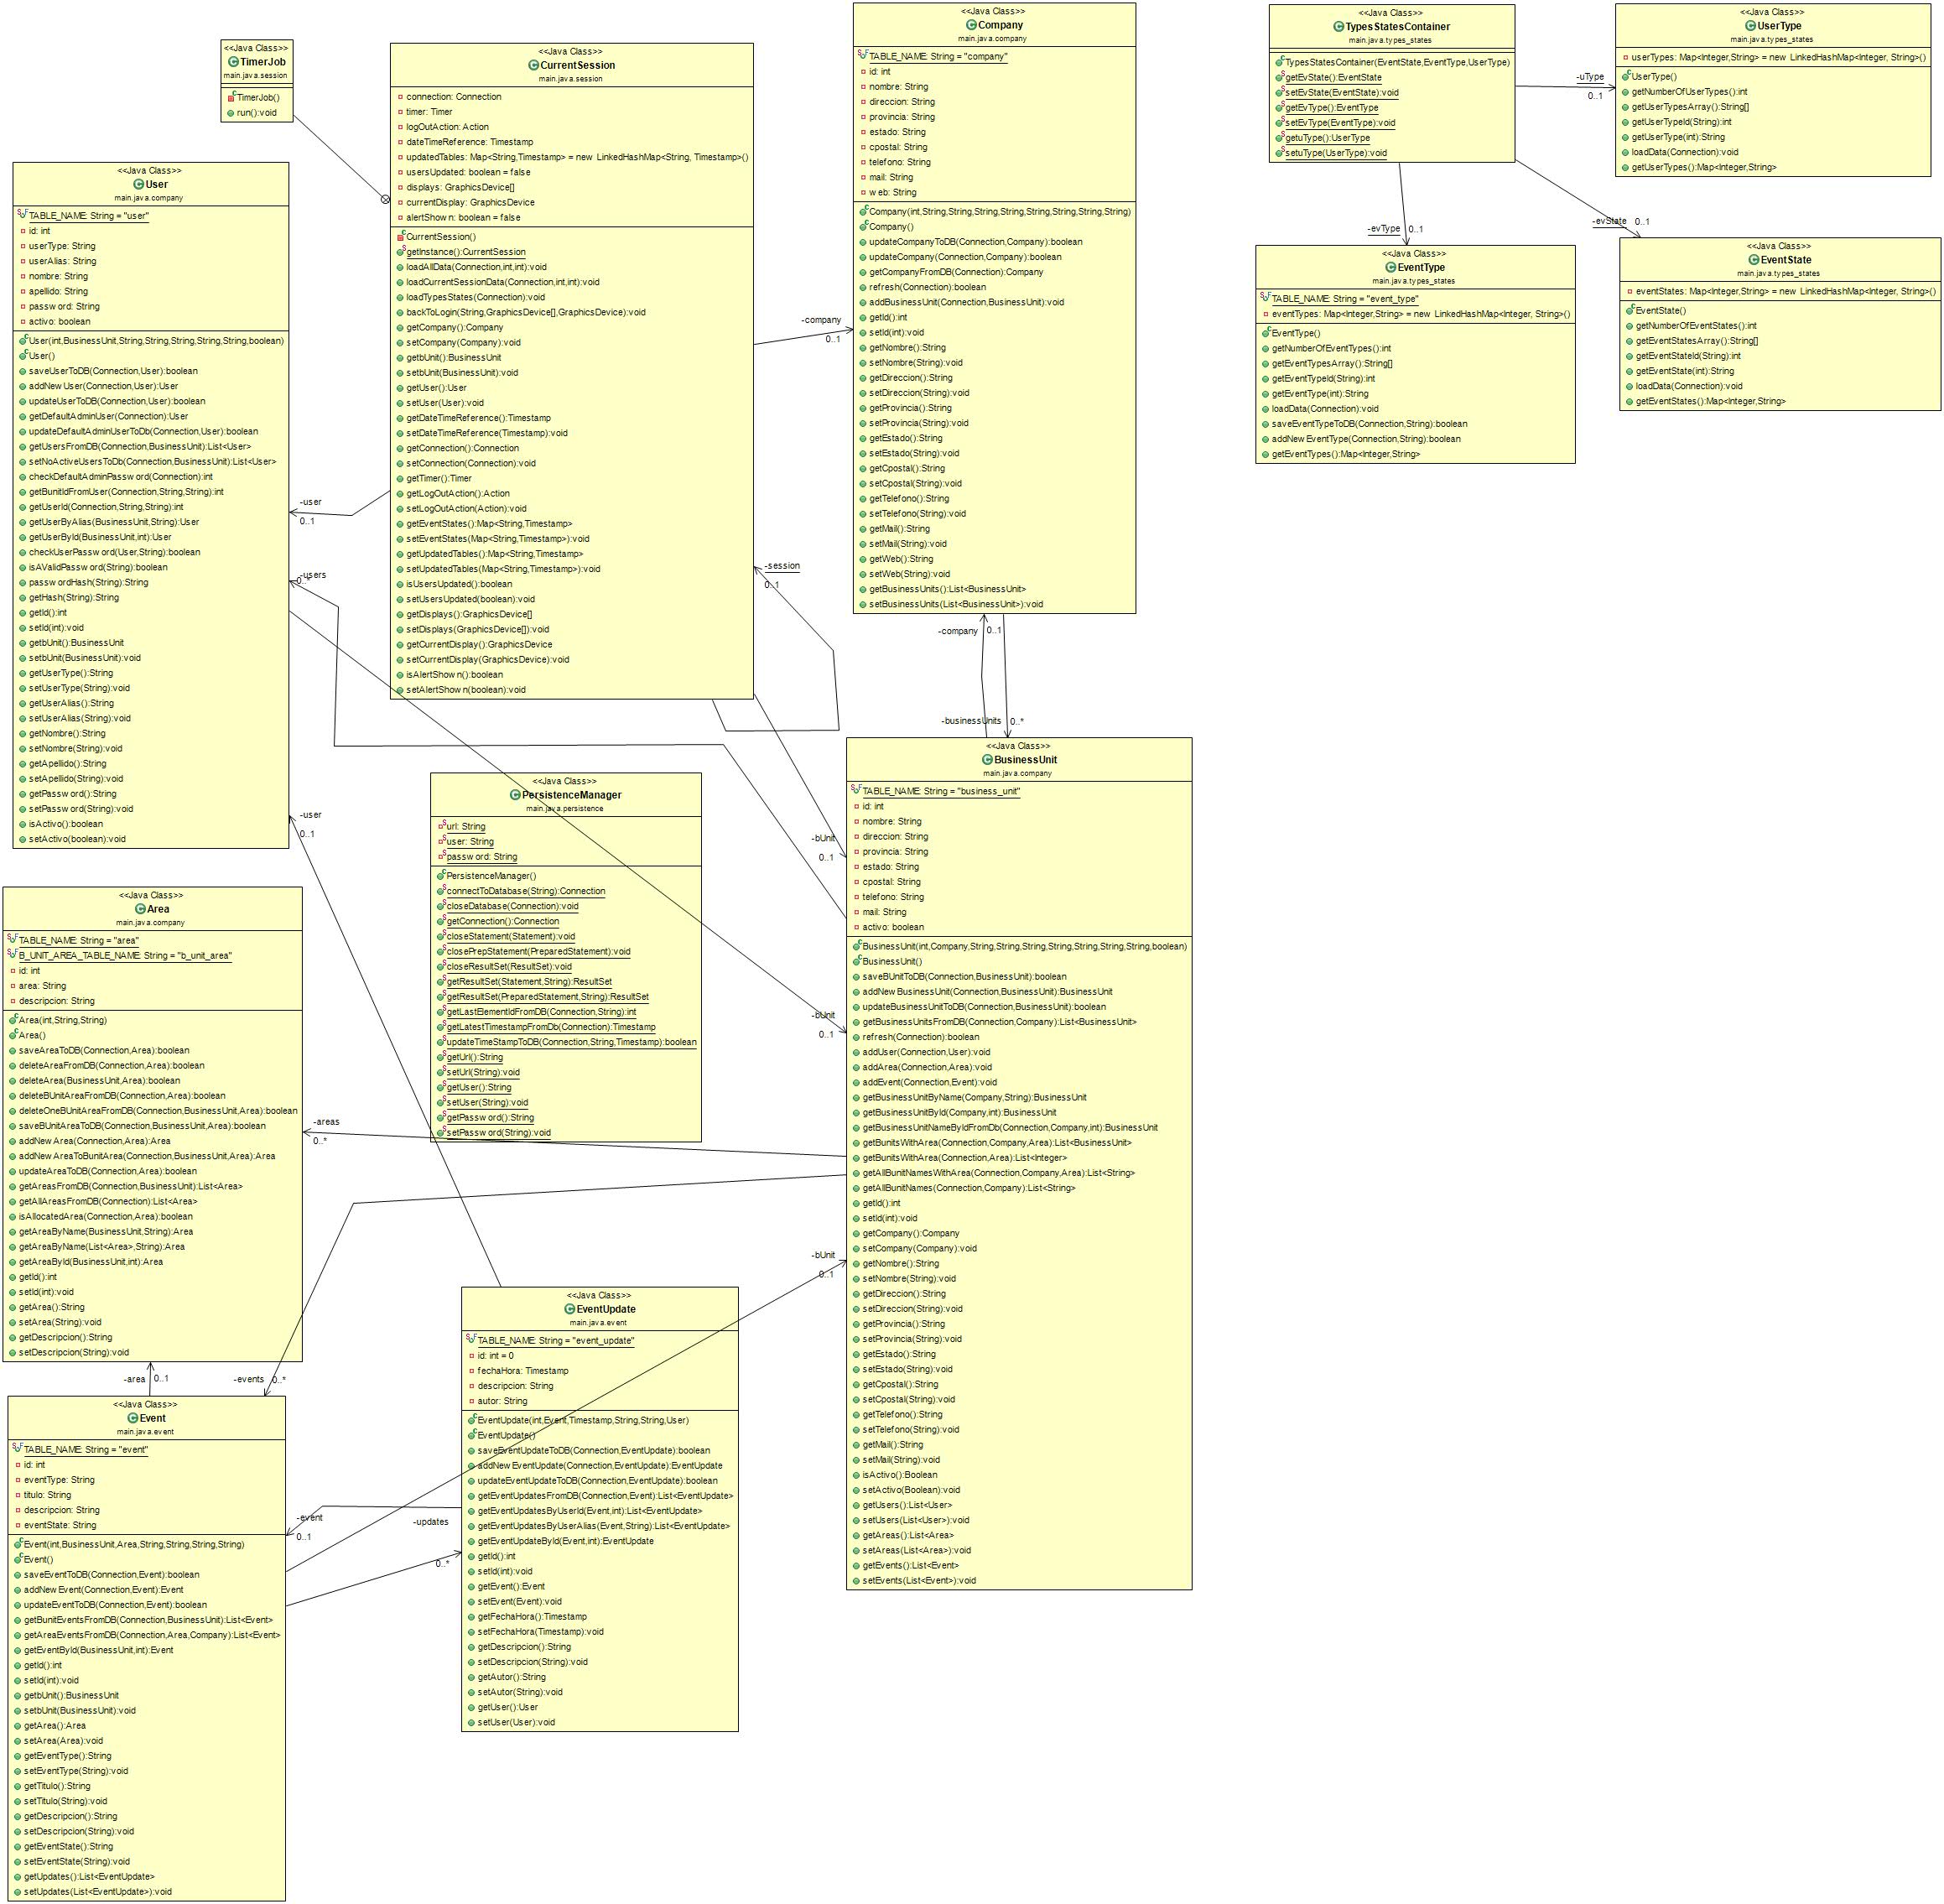 <<Java Class>>
TimerJob
main.java.session
TimerJob()
run():void
<<Java Class>>
CurrentSession
main.java.session
connection: Connection
timer: Timer
logOutAction: Action
dateTimeReference: Timestamp
updatedTables: Map<String,Timestamp> = new LinkedHashMap<String, Timestamp>()
usersUpdated: boolean = false
displays: GraphicsDevice[]
currentDisplay: GraphicsDevice
alertShown: boolean = false
CurrentSession()
getInstance():CurrentSession
loadAllData(Connection,int,int):void
loadCurrentSessionData(Connection,int,int):void
loadTypesStates(Connection):void
backToLogin(String,GraphicsDevice[],GraphicsDevice):void
getCompany():Company
setCompany(Company):void
getbUnit():BusinessUnit
setbUnit(BusinessUnit):void
getUser():User
setUser(User):void
getDateTimeReference():Timestamp
setDateTimeReference(Timestamp):void
getConnection():Connection
setConnection(Connection):void
getTimer():Timer
getLogOutAction():Action
setLogOutAction(Action):void
getEventStates():Map<String,Timestamp>
setEventStates(Map<String,Timestamp>):void
getUpdatedTables():Map<String,Timestamp>
setUpdatedTables(Map<String,Timestamp>):void
isUsersUpdated():boolean
setUsersUpdated(boolean):void
getDisplays():GraphicsDevice[]
setDisplays(GraphicsDevice[]):void
getCurrentDisplay():GraphicsDevice
setCurrentDisplay(GraphicsDevice):void
isAlertShown():boolean
setAlertShown(boolean):void
<<Java Class>>
Company
main.java.company
TABLE_NAME: String = "company"
id: int
nombre: String
direccion: String
provincia: String
estado: String
cpostal: String
telefono: String
mail: String
web: String
Company(int,String,String,String,String,String,String,String,String)
Company()
updateCompanyToDB(Connection,Company):boolean
updateCompany(Connection,Company):boolean
getCompanyFromDB(Connection):Company
refresh(Connection):boolean
addBusinessUnit(Connection,BusinessUnit):void
getId():int
setId(int):void
getNombre():String
setNombre(String):void
getDireccion():String
setDireccion(String):void
getProvincia():String
setProvincia(String):void
getEstado():String
setEstado(String):void
getCpostal():String
setCpostal(String):void
getTelefono():String
setTelefono(String):void
getMail():String
setMail(String):void
getWeb():String
setWeb(String):void
getBusinessUnits():List<BusinessUnit>
setBusinessUnits(List<BusinessUnit>):void
<<Java Class>>
TypesStatesContainer
main.java.types_states
TypesStatesContainer(EventState,EventType,UserType)
getEvState():EventState
setEvState(EventState):void
getEvType():EventType
setEvType(EventType):void
getuType():UserType
setuType(UserType):void
<<Java Class>>
UserType
main.java.types_states
userTypes: Map<Integer,String> = new LinkedHashMap<Integer, String>()
UserType()
getNumberOfUserTypes():int
getUserTypesArray():String[]
getUserTypeId(String):int
getUserType(int):String
loadData(Connection):void
getUserTypes():Map<Integer,String>
-uType
0..1
-evType
0..1
-evState
0..1
<<Java Class>>
EventType
main.java.types_states
TABLE_NAME: String = "event_type"
eventTypes: Map<Integer,String> = new LinkedHashMap<Integer, String>()
EventType()
getNumberOfEventTypes():int
getEventTypesArray():String[]
getEventTypeId(String):int
getEventType(int):String
loadData(Connection):void
saveEventTypeToDB(Connection,String):boolean
addNewEventType(Connection,String):boolean
getEventTypes():Map<Integer,String>
<<Java Class>>
EventState
main.java.types_states
eventStates: Map<Integer,String> = new LinkedHashMap<Integer, String>()
EventState()
getNumberOfEventStates():int
getEventStatesArray():String[]
getEventStateId(String):int
getEventState(int):String
loadData(Connection):void
getEventStates():Map<Integer,String>
<<Java Class>>
User
main.java.company
TABLE_NAME: String = "user"
id: int
userType: String
userAlias: String
nombre: String
apellido: String
password: String
activo: boolean
User(int,BusinessUnit,String,String,String,String,String,boolean)
User()
saveUserToDB(Connection,User):boolean
addNewUser(Connection,User):User
updateUserToDB(Connection,User):boolean
getDefaultAdminUser(Connection):User
updateDefaultAdminUserToDb(Connection,User):boolean
getUsersFromDB(Connection,BusinessUnit):List<User>
setNoActiveUsersToDb(Connection,BusinessUnit):List<User>
checkDefaultAdminPassword(Connection):int
getBunitIdFromUser(Connection,String,String):int
getUserId(Connection,String,String):int
getUserByAlias(BusinessUnit,String):User
getUserById(BusinessUnit,int):User
checkUserPassword(User,String):boolean
isAValidPassword(String):boolean
passwordHash(String):String
getHash(String):String
getId():int
setId(int):void
getbUnit():BusinessUnit
setbUnit(BusinessUnit):void
getUserType():String
setUserType(String):void
getUserAlias():String
setUserAlias(String):void
getNombre():String
setNombre(String):void
getApellido():String
setApellido(String):void
getPassword():String
setPassword(String):void
isActivo():boolean
setActivo(boolean):void
-company
0..1
-user
0..1
-users
0..*
-session
0..1
-company
0..1
-businessUnits
0..*
-bUnit
0..1
-user
0..1
-bUnit
0..1
<<Java Class>>
PersistenceManager
main.java.persistence
url: String
user: String
password: String
PersistenceManager()
connectToDatabase(String):Connection
closeDatabase(Connection):void
getConnection():Connection
closeStatement(Statement):void
closePrepStatement(PreparedStatement):void
closeResultSet(ResultSet):void
getResultSet(Statement,String):ResultSet
getResultSet(PreparedStatement,String):ResultSet
getLastElementIdFromDB(Connection,String):int
getLatestTimestampFromDb(Connection):Timestamp
updateTimeStampToDB(Connection,String,Timestamp):boolean
getUrl():String
setUrl(String):void
getUser():String
setUser(String):void
getPassword():String
setPassword(String):void
<<Java Class>>
BusinessUnit
main.java.company
TABLE_NAME: String = "business_unit"
id: int
nombre: String
direccion: String
provincia: String
estado: String
cpostal: String
telefono: String
mail: String
activo: boolean
BusinessUnit(int,Company,String,String,String,String,String,String,String,boolean)
BusinessUnit()
saveBUnitToDB(Connection,BusinessUnit):boolean
addNewBusinessUnit(Connection,BusinessUnit):BusinessUnit
updateBusinessUnitToDB(Connection,BusinessUnit):boolean
getBusinessUnitsFromDB(Connection,Company):List<BusinessUnit>
refresh(Connection):boolean
addUser(Connection,User):void
addArea(Connection,Area):void
addEvent(Connection,Event):void
getBusinessUnitByName(Company,String):BusinessUnit
getBusinessUnitById(Company,int):BusinessUnit
getBusinessUnitNameByIdFromDb(Connection,Company,int):BusinessUnit
getBunitsWithArea(Connection,Company,Area):List<BusinessUnit>
getBunitsWithArea(Connection,Area):List<Integer>
getAllBunitNamesWithArea(Connection,Company,Area):List<String>
getAllBunitNames(Connection,Company):List<String>
getId():int
setId(int):void
getCompany():Company
setCompany(Company):void
getNombre():String
setNombre(String):void
getDireccion():String
setDireccion(String):void
getProvincia():String
setProvincia(String):void
getEstado():String
setEstado(String):void
getCpostal():String
setCpostal(String):void
getTelefono():String
setTelefono(String):void
getMail():String
setMail(String):void
isActivo():Boolean
setActivo(Boolean):void
getUsers():List<User>
setUsers(List<User>):void
getAreas():List<Area>
setAreas(List<Area>):void
getEvents():List<Event>
setEvents(List<Event>):void
<<Java Class>>
Area
main.java.company
TABLE_NAME: String = "area"
B_UNIT_AREA_TABLE_NAME: String = "b_unit_area"
id: int
area: String
descripcion: String
Area(int,String,String)
Area()
saveAreaToDB(Connection,Area):boolean
deleteAreaFromDB(Connection,Area):boolean
deleteArea(BusinessUnit,Area):boolean
deleteBUnitAreaFromDB(Connection,Area):boolean
deleteOneBUnitAreaFromDB(Connection,BusinessUnit,Area):boolean
saveBUnitAreaToDB(Connection,BusinessUnit,Area):boolean
addNewArea(Connection,Area):Area
addNewAreaToBunitArea(Connection,BusinessUnit,Area):Area
updateAreaToDB(Connection,Area):boolean
getAreasFromDB(Connection,BusinessUnit):List<Area>
getAllAreasFromDB(Connection):List<Area>
isAllocatedArea(Connection,Area):boolean
getAreaByName(BusinessUnit,String):Area
getAreaByName(List<Area>,String):Area
getAreaById(BusinessUnit,int):Area
getId():int
setId(int):void
getArea():String
setArea(String):void
getDescripcion():String
setDescripcion(String):void
-areas
0..*
-bUnit
0..1
-area
0..1
-events
0..*
<<Java Class>>
EventUpdate
main.java.event
TABLE_NAME: String = "event_update"
id: int = 0
fechaHora: Timestamp
descripcion: String
autor: String
EventUpdate(int,Event,Timestamp,String,String,User)
EventUpdate()
saveEventUpdateToDB(Connection,EventUpdate):boolean
addNewEventUpdate(Connection,EventUpdate):EventUpdate
updateEventUpdateToDB(Connection,EventUpdate):boolean
getEventUpdatesFromDB(Connection,Event):List<EventUpdate>
getEventUpdatesByUserId(Event,int):List<EventUpdate>
getEventUpdatesByUserAlias(Event,String):List<EventUpdate>
getEventUpdateById(Event,int):EventUpdate
getId():int
setId(int):void
getEvent():Event
setEvent(Event):void
getFechaHora():Timestamp
setFechaHora(Timestamp):void
getDescripcion():String
setDescripcion(String):void
getAutor():String
setAutor(String):void
getUser():User
setUser(User):void
<<Java Class>>
Event
main.java.event
TABLE_NAME: String = "event"
id: int
eventType: String
titulo: String
descripcion: String
eventState: String
Event(int,BusinessUnit,Area,String,String,String,String)
Event()
saveEventToDB(Connection,Event):boolean
addNewEvent(Connection,Event):Event
updateEventToDB(Connection,Event):boolean
getBunitEventsFromDB(Connection,BusinessUnit):List<Event>
getAreaEventsFromDB(Connection,Area,Company):List<Event>
getEventById(BusinessUnit,int):Event
getId():int
setId(int):void
getbUnit():BusinessUnit
setbUnit(BusinessUnit):void
getArea():Area
setArea(Area):void
getEventType():String
setEventType(String):void
getTitulo():String
setTitulo(String):void
getDescripcion():String
setDescripcion(String):void
getEventState():String
setEventState(String):void
getUpdates():List<EventUpdate>
setUpdates(List<EventUpdate>):void
-event
0..1
-updates
0..*